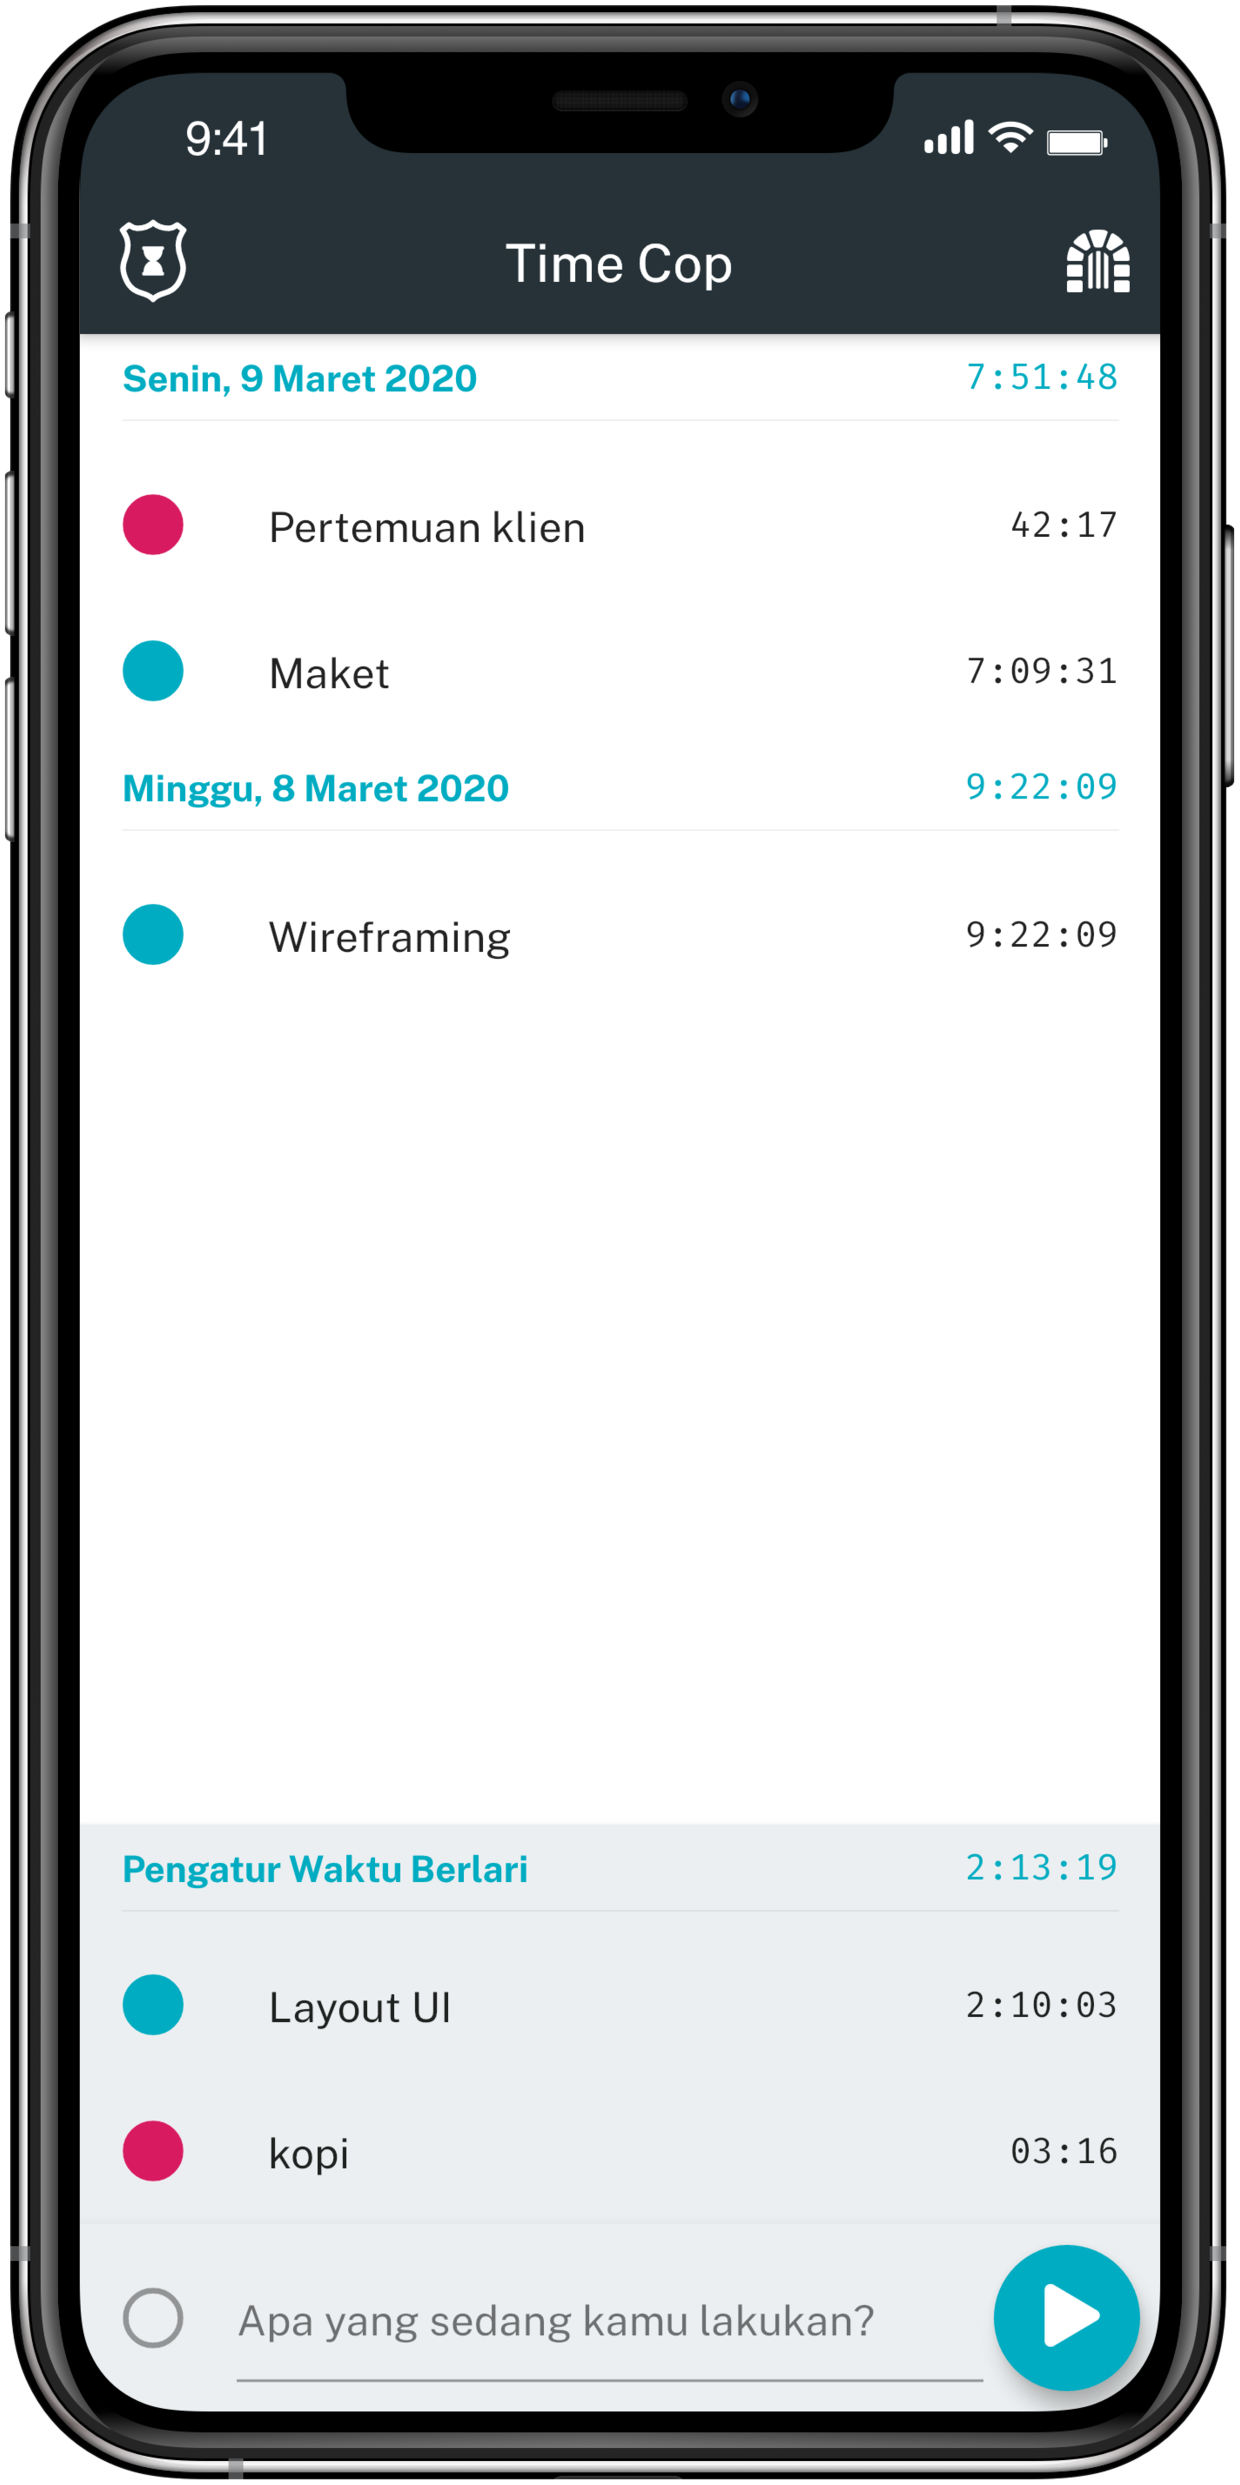 9:41
Time Cop
Senin, 9 Maret 2020 7:51:48
Pertemuan klien 42:17
Maket 7:09:31
Minggu, 8 Maret 2020 9:22:09
Wireframing 9:22:09
Pengatur Waktu Berlari 2:13:19
Layout UI 2:10:03
kopi 03:16
Apa yang sedang kamu lakukan?